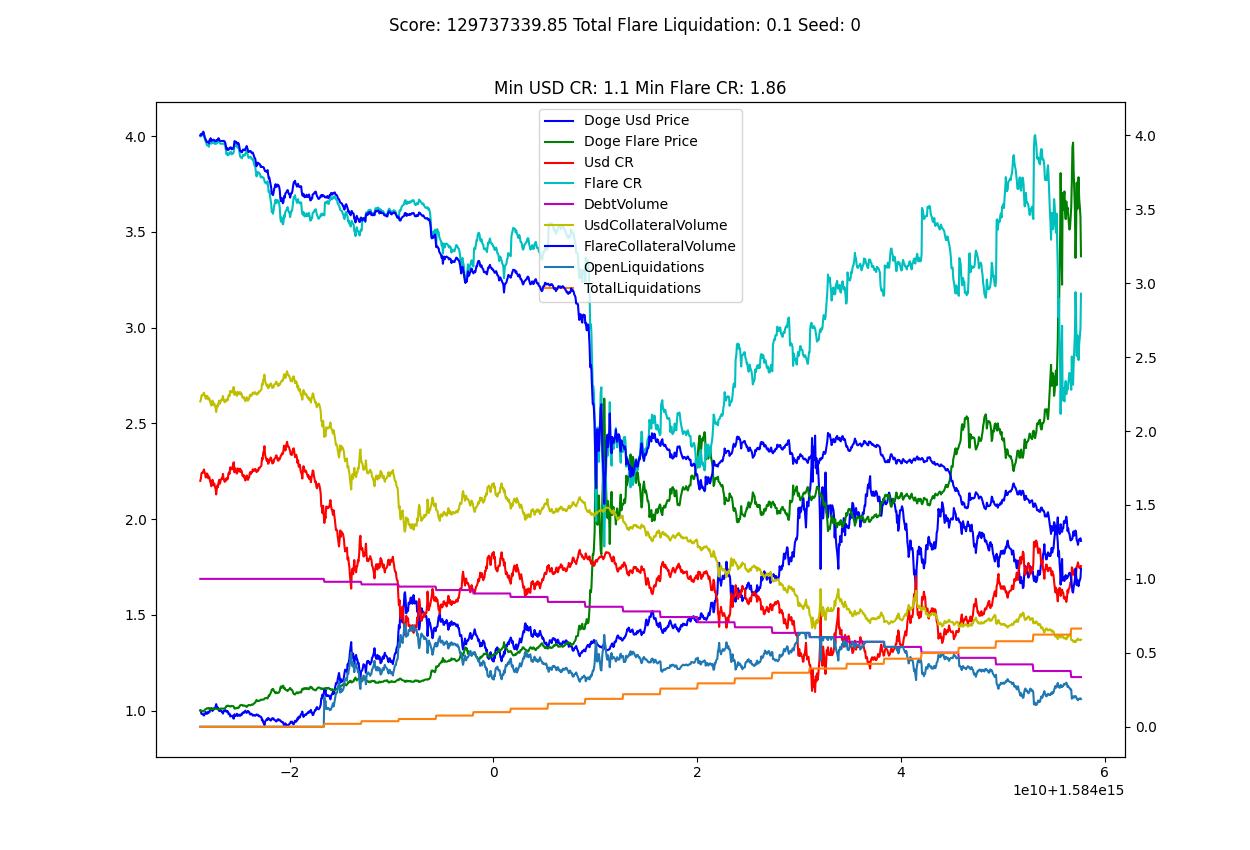 Score: 129737339.85 Total Flare Liquidation: 0.1 Seed: 0
Min USD CR: 1.1 Min Flare CR: 1.86
Doge Usd Price
Doge Flare Price
Usd CR
Flare CR
DebtVolume
UsdCollateralVolume
FlareCollateralVolume
OpenLiquidations
TotalLiquidations
4.0
3.5
3.0
2.5
2.0
1.5
1.0
4.0
3.5
3.0
2.5
2.0
1.5
1.0
0.5
0.0
−2 0 2 4 6
1e10+1.584e15